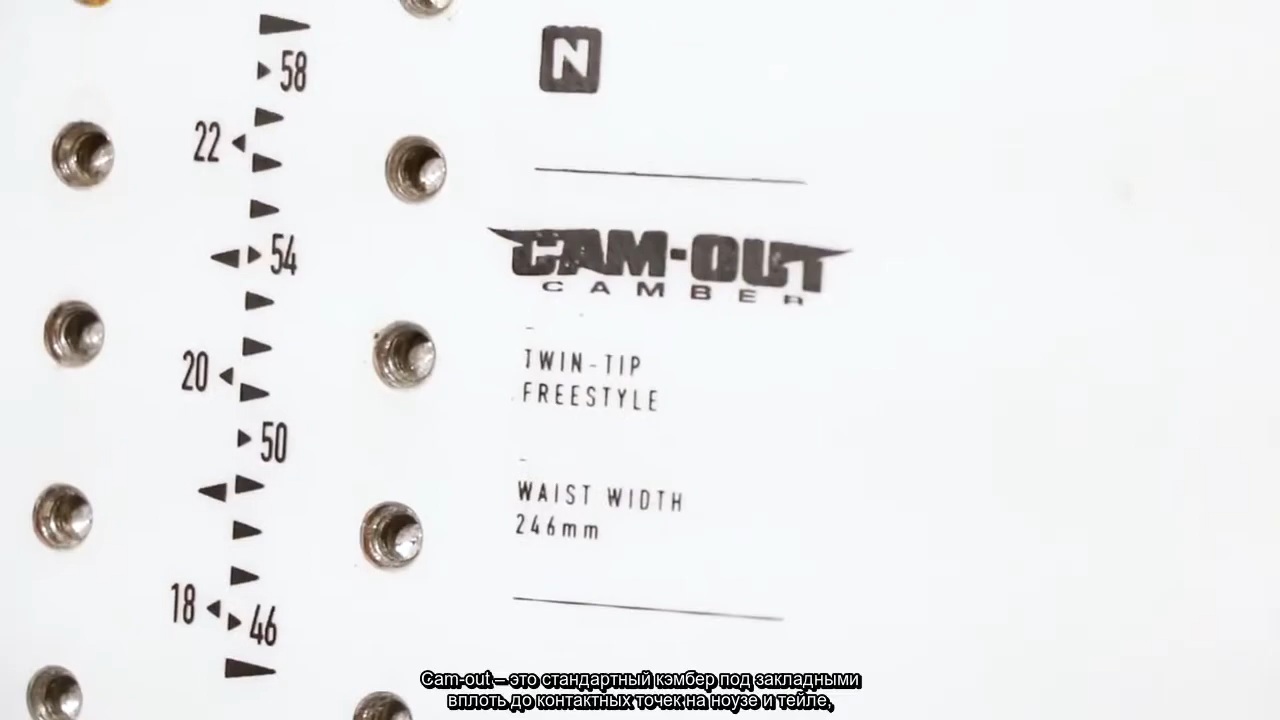 58
22
54
20
50
18
46
N
CAM-OUT
CAMBER
TWIN-TIP
FREESTYLE
WAIST WIDTH
246mm
Cam-out – это стандартный кэмбер под закладными
вплоть до контактных точек на ноузе и тейле,